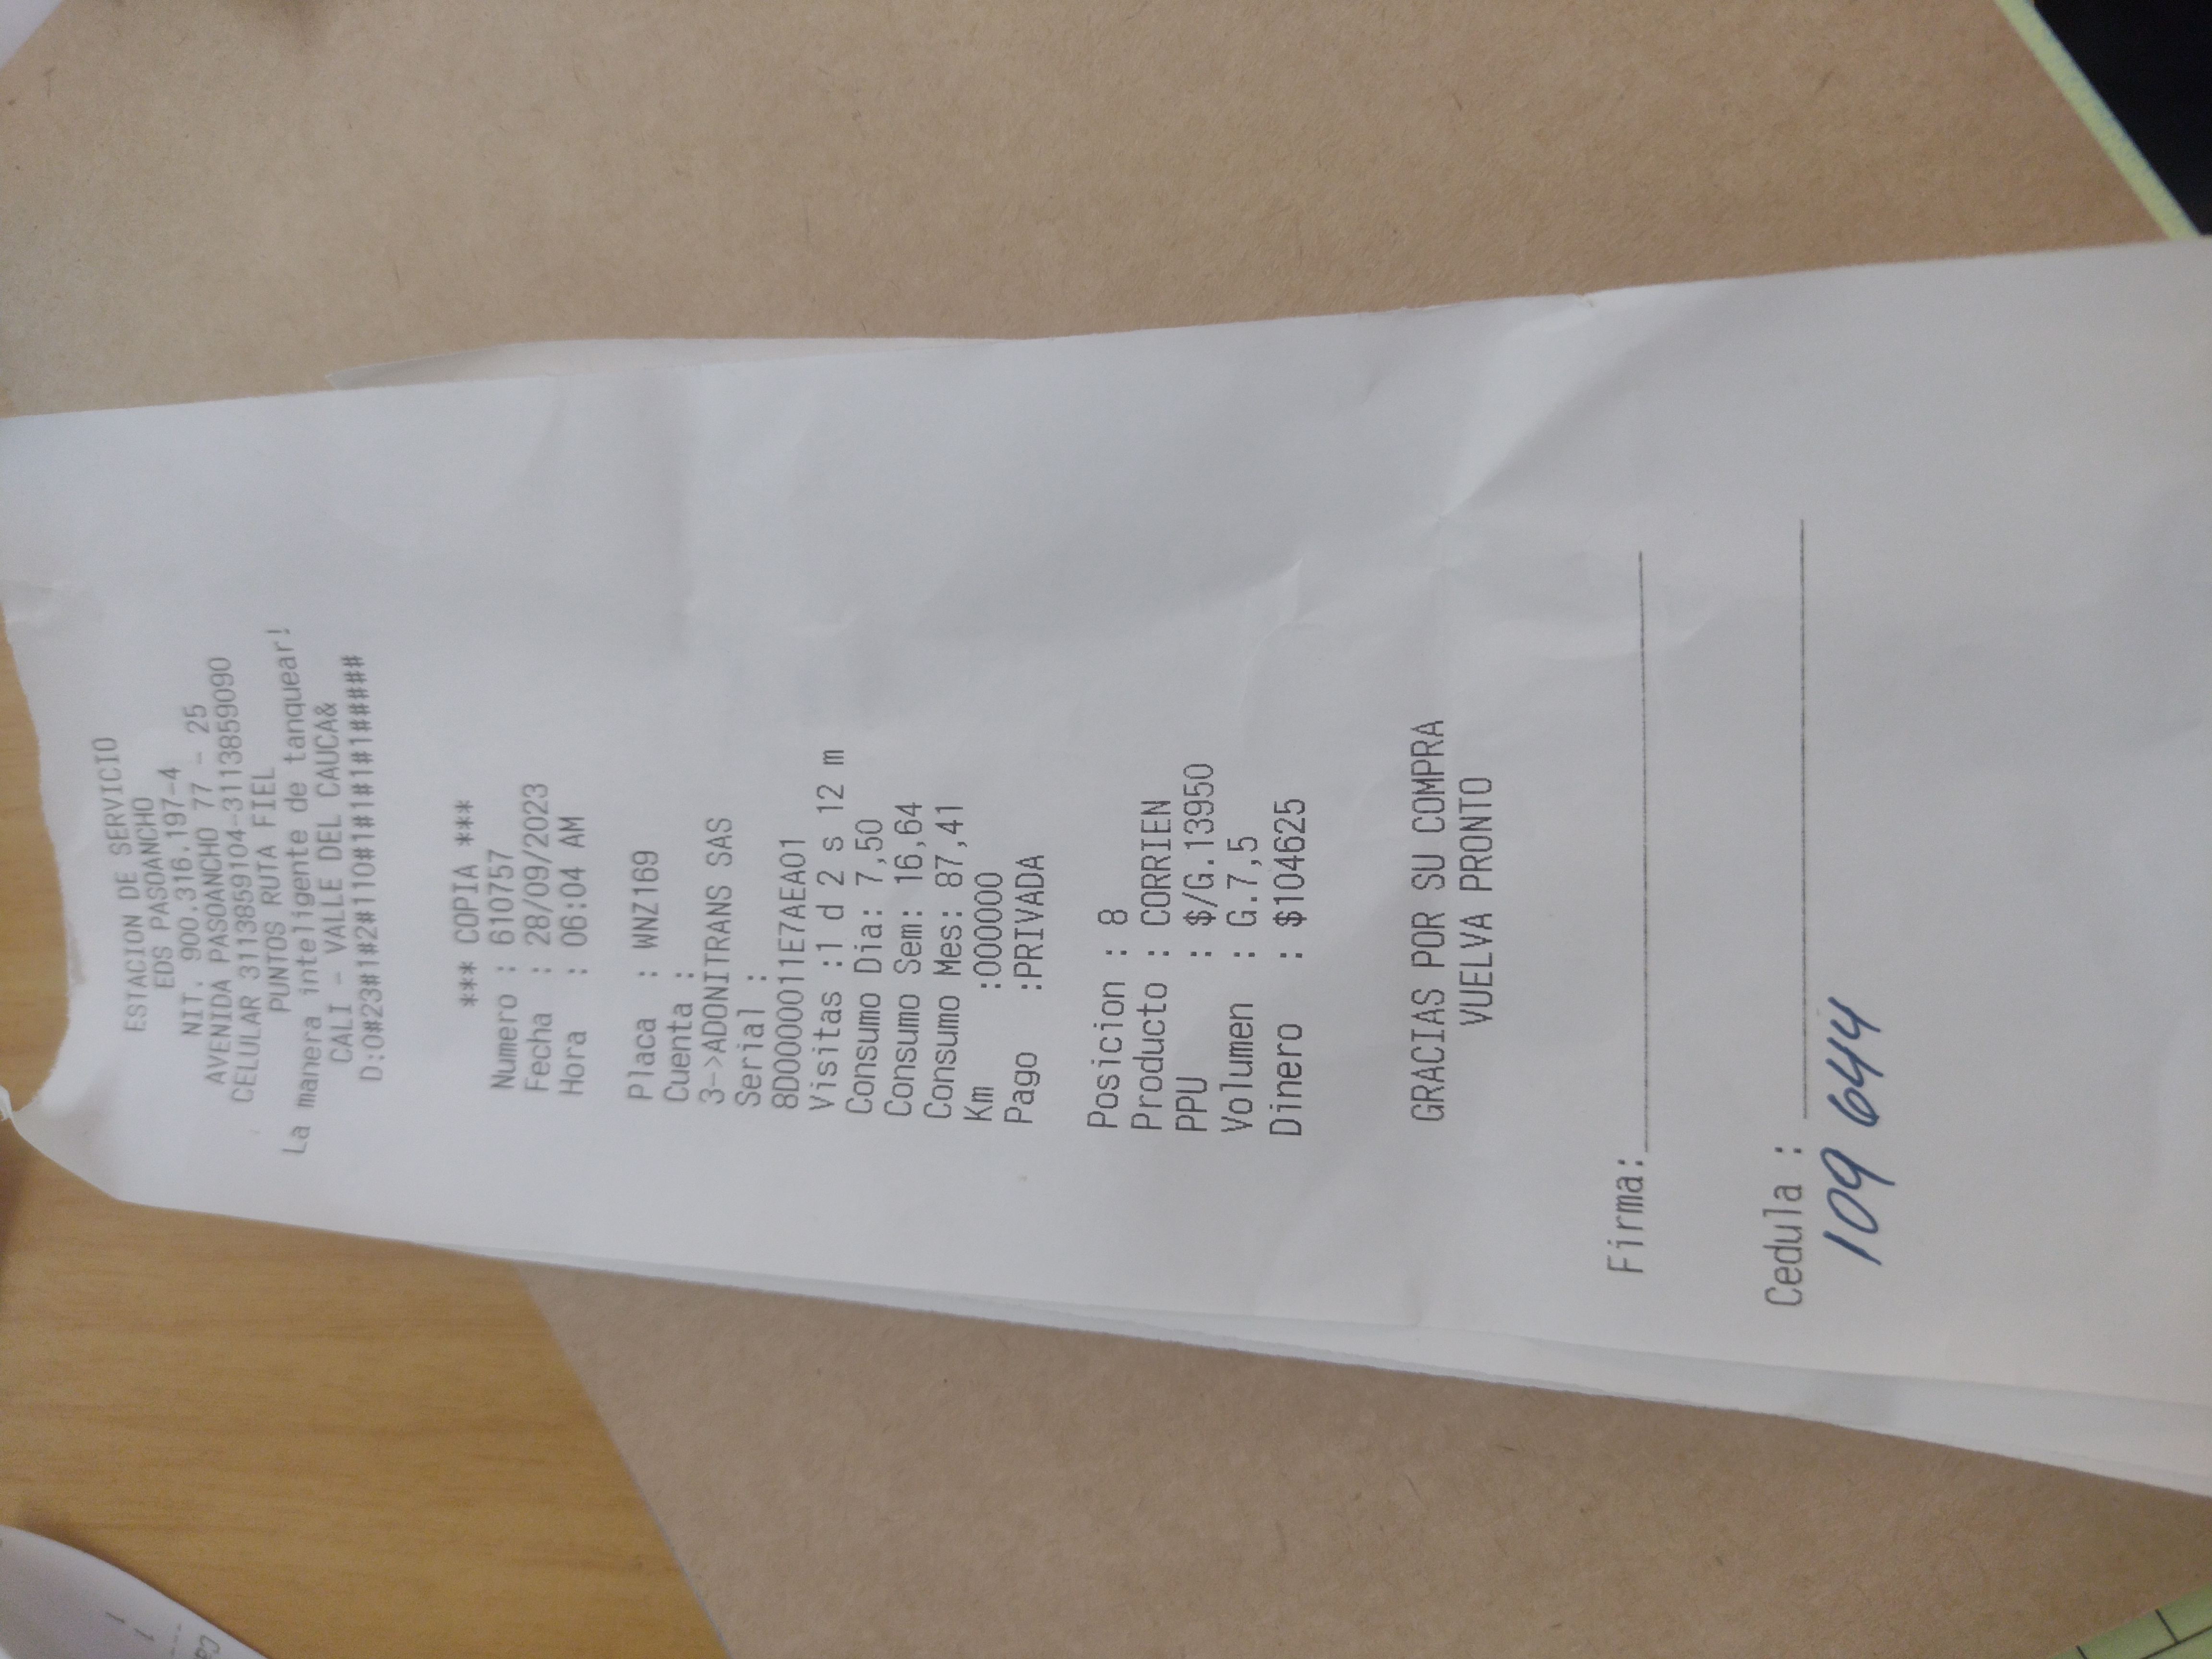 ESTACION DE SERVICIO
EDS PASOANCHO
NIT. 900.316.197-4
AVENIDA PASOANCHO 77 - 25
CELULAR 3113859104-3113859090
PUNTOS RUTA FIEL
La manera inteligente de tanquear!
CALI - VALLE DEL CAUCA&
D:0#23#1#2#110#1#1#1#1####
*** COPIA ***
Numero : 610757
Fecha : 28/09/2023
Hora : 06:04 AM
Placa : WNZ169
Cuenta :
3->ADONITRANS SAS
Serial :
8D0000011E7AEA01
Visitas :1 d 2 s 12 m
Consumo Dia: 7,50
Consumo Sem: 16,64
Consumo Mes: 87,41
Km :000000
Pago :PRIVADA
Posicion : 8
Producto : CORRIEN
PPU : $/G.13950
Volumen : G.7,5
Dinero : $104625
GRACIAS POR SU COMPRA
VUELVA PRONTO
Firma:
Cedula :
109 644